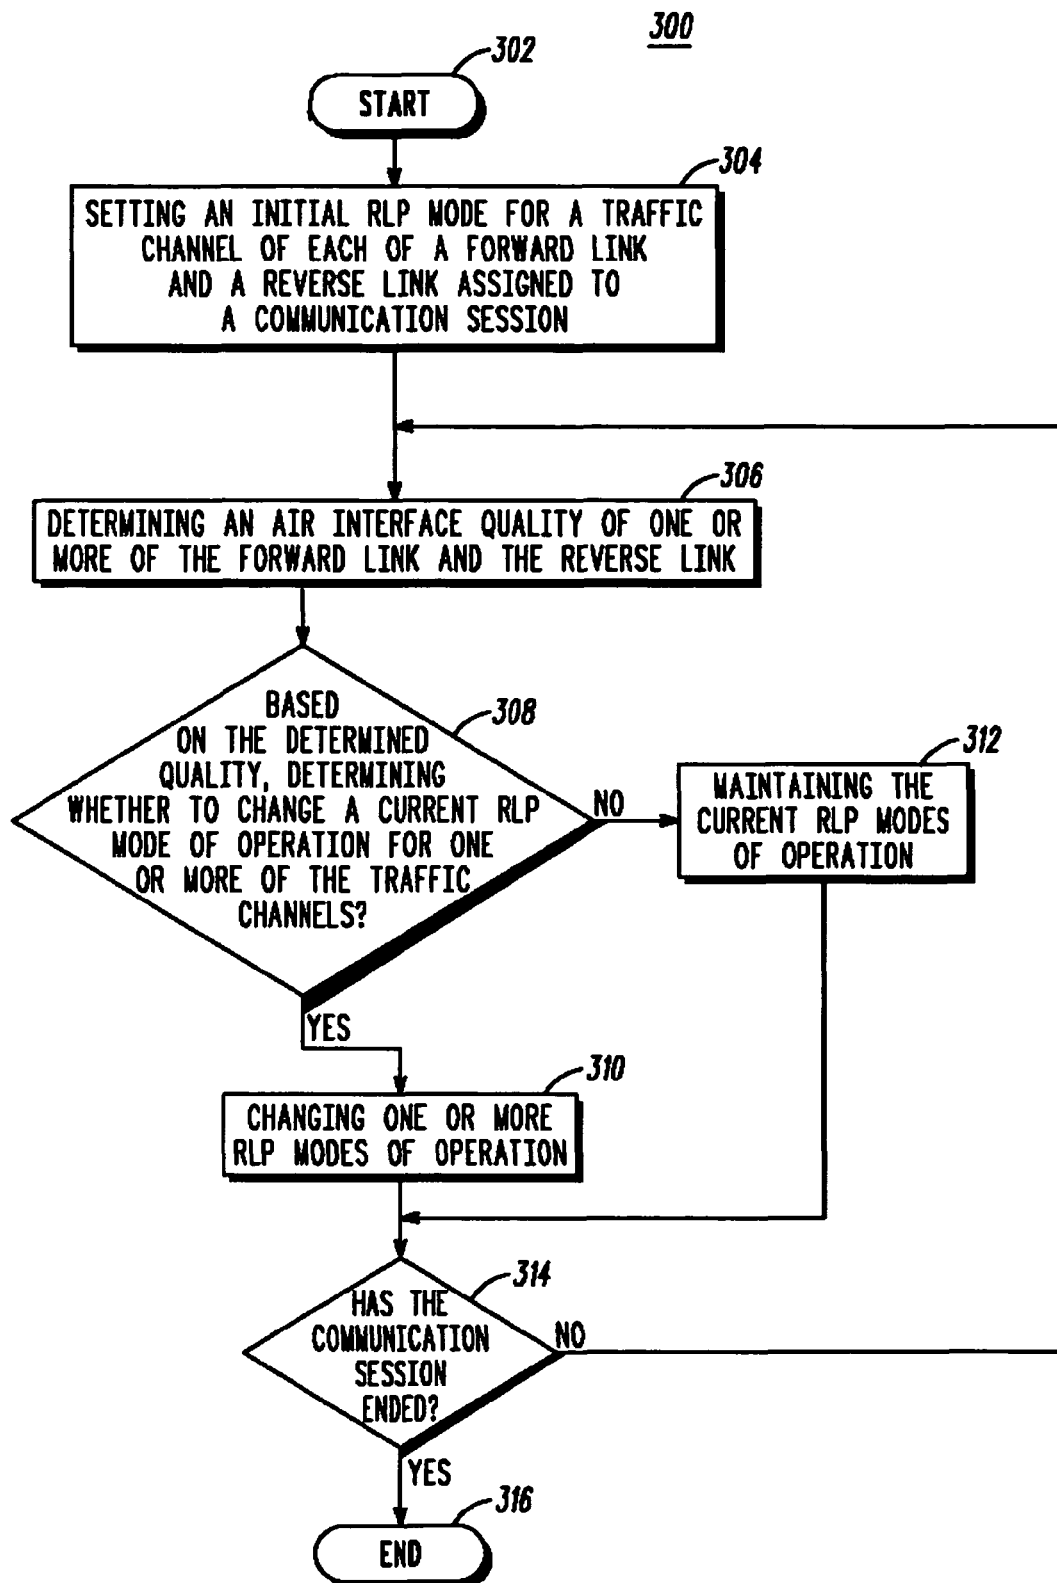 300
302
START
304
SETTING AN INITIAL RLP MODE FOR A TRAFFIC
CHANNEL OF EACH OF A FORWARD LINK
AND A REVERSE LINK ASSIGNED TO
A COMMUNICATION SESSION
306
DETERMINING AN AIR INTERFACE QUALITY OF ONE OR
MORE OF THE FORWARD LINK AND THE REVERSE LINK
308
BASED
ON THE DETERMINED
QUALITY, DETERMINING
WHETHER TO CHANGE A CURRENT RLP
MODE OF OPERATION FOR ONE
OR MORE OF THE TRAFFIC
CHANNELS?
NO
312
MAINTAINING THE
CURRENT RLP MODES
OF OPERATION
YES
310
CHANGING ONE OR MORE
RLP MODES OF OPERATION
314
HAS THE
COMMUNICATION
SESSION
ENDED?
NO
YES
316
END